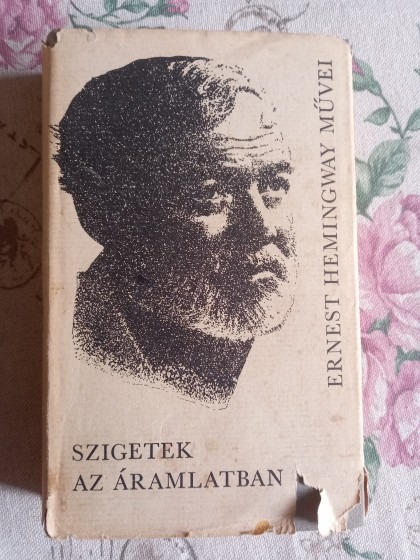 ERNEST HEMINGWAY MŰVEI
SZIGETEK
AZ ÁRAMLATBAN